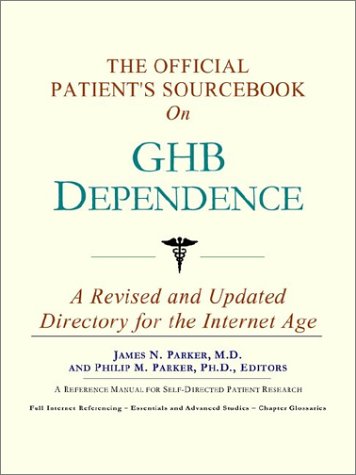 THE OFFICIAL
PATIENT'S SOURCEBOOK
On
GHB
DEPENDENCE
A Revised and Updated
Directory for the Internet Age
JAMES N. PARKER, M.D.
AND PHILIP M. PARKER, PH.D., EDITORS
A REFERENCE MANUAL FOR SELF-DIRECTED PATIENT RESEARCH
Full Internet Referencing ~ Essentials and Advanced Studies ~ Chapter Glossaries